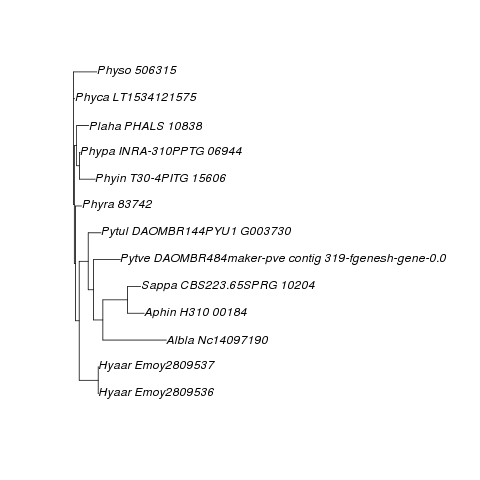 Physo 506315
Phyca LT1534121575
Plaha PHALS 10838
Phypa INRA-310PPTG 06944
Phyin T30-4PITG 15606
Phyra 83742
Pytul DAOMBR144PYU1 G003730
Pytve DAOMBR484maker-pve contig 319-fgenesh-gene-0.0
Sappa CBS223.65SPRG 10204
Aphin H310 00184
Albla Nc14097190
Hyaar Emoy2809537
Hyaar Emoy2809536